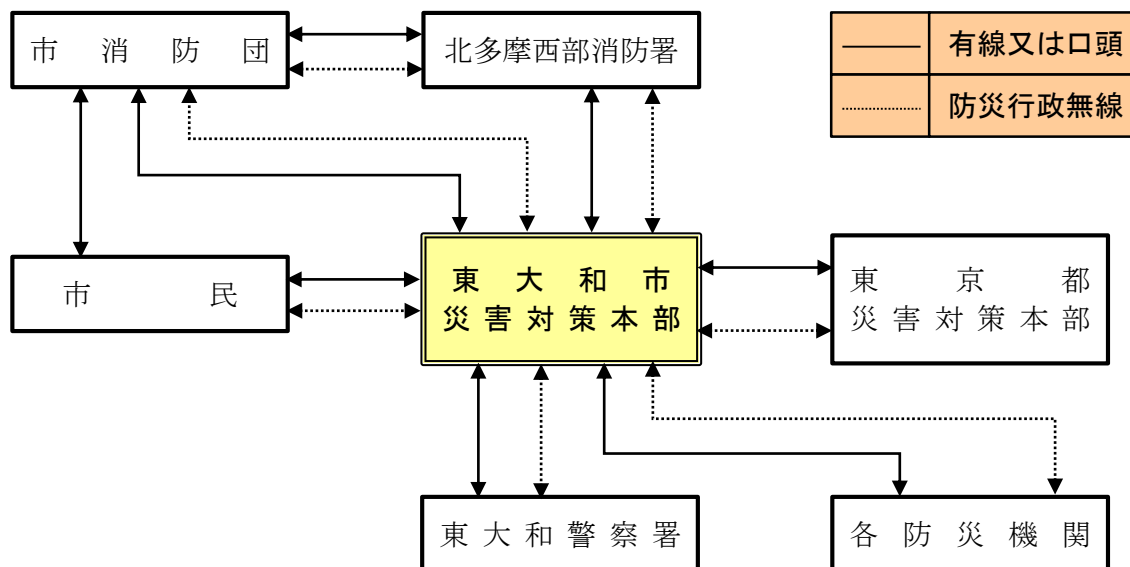 市消防団
北多摩西部消防署
有線又は口頭
防災行政無線
市民
東大和市
災害対策本部
東京都
災害対策本部
東大和警察署
各防災機関